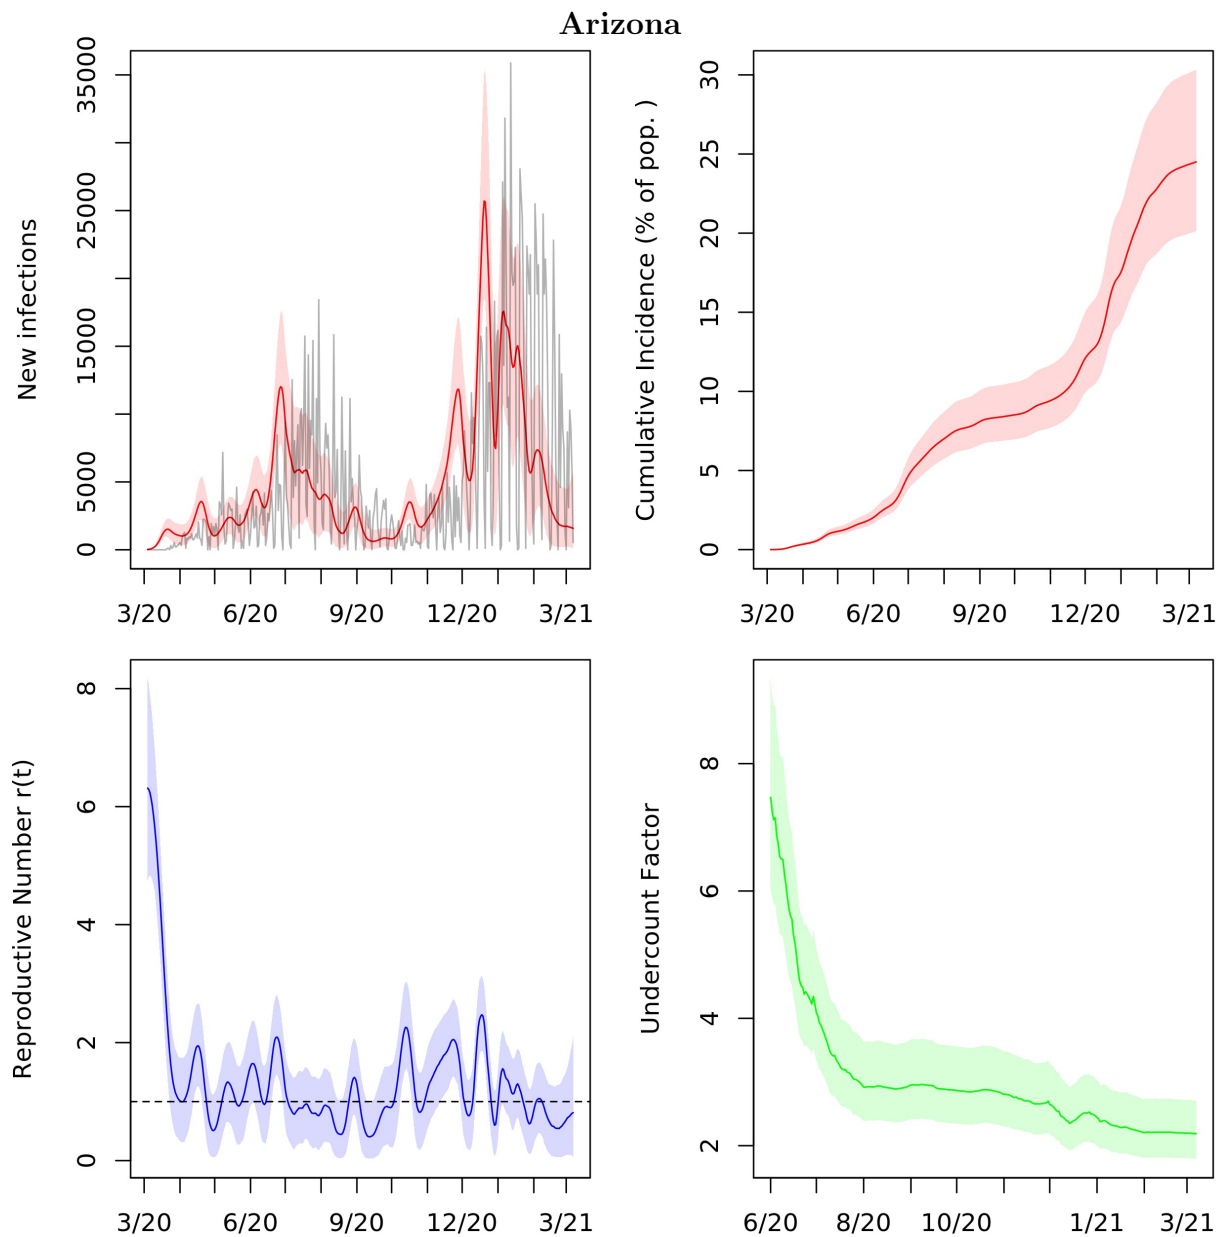 Arizona
New infections
35000
25000
15000
5000
0
3/20 6/20 9/20 12/20 3/21
Cumulative Incidence (% of pop. )
30
25
20
15
10
5
0
3/20 6/20 9/20 12/20 3/21
Reproductive Number r(t)
8
6
4
2
0
3/20 6/20 9/20 12/20 3/21
Undercount Factor
8
6
4
2
6/20 8/20 10/20 1/21 3/21